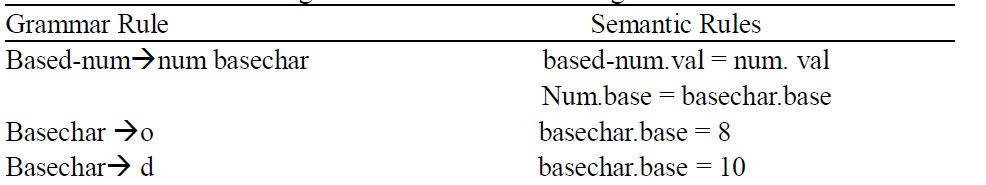 Grammar Rule Semantic Rules
Based-num→num basechar based-num.val = num. val
Num.base = basechar.base
Basechar →o basechar.base = 8
Basechar→ d basechar.base = 10